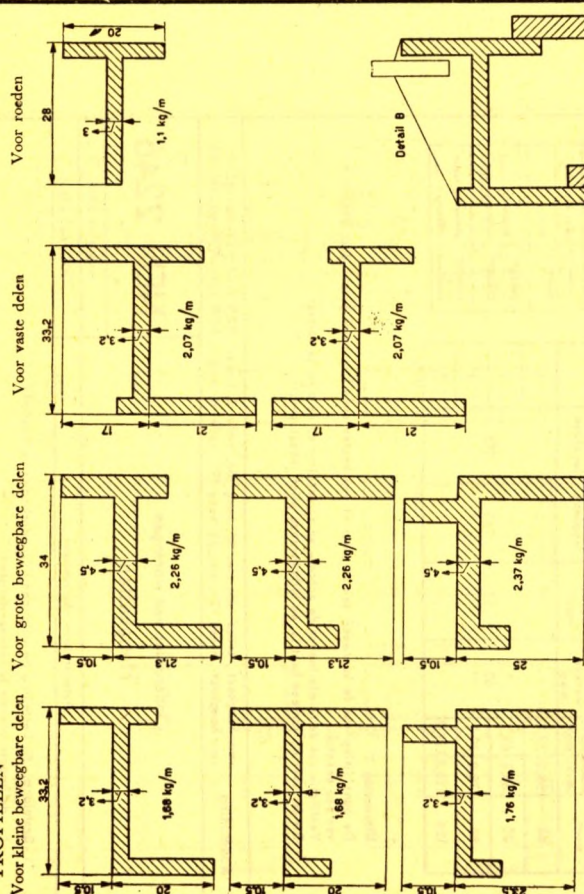 PROFIELEN
Voor kleine beweegbare delen
33,2
10,5
20
3,2
1,68 kg/m
10,5
20
3,2
1,68 kg/m
10,5
3,2
1,76 kg/m
Voor grote beweegbare delen
34
10,5
21,3
4,5
2,26 kg/m
10,5
21,3
4,5
2,26 kg/m
10,5
25
4,5
2,37 kg/m
Voor vaste delen
33,2
17
21
3,2
2,07 kg/m
17
21
3,2
2,07 kg/m
Voor roeden
28
20
3
1,1 kg/m
Detail B